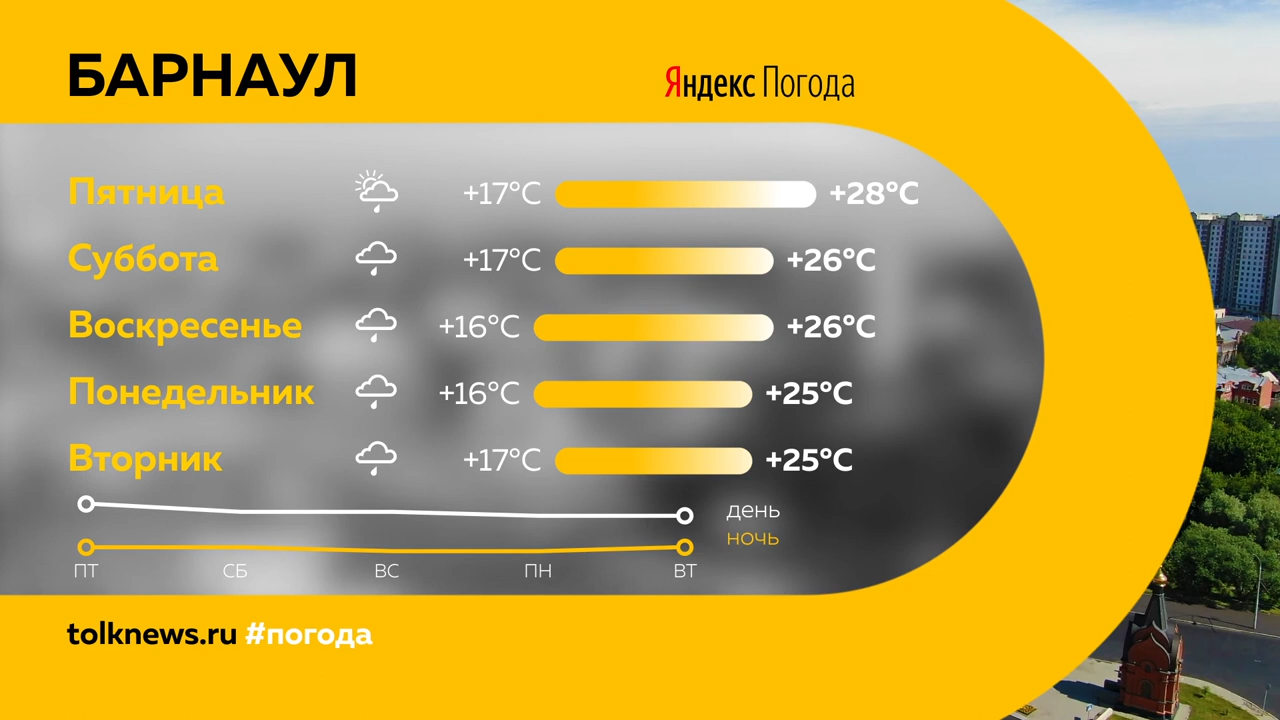 БАРНАУЛ
Яндекс Погода
Пятница +17°C +28°C
Суббота +17°C +26°C
Воскресенье +16°C +26°C
Понедельник +16°C +25°C
Вторник +17°C +25°C
день
ночь
ПТ СБ ВС ПН ВТ
tolknews.ru #погода